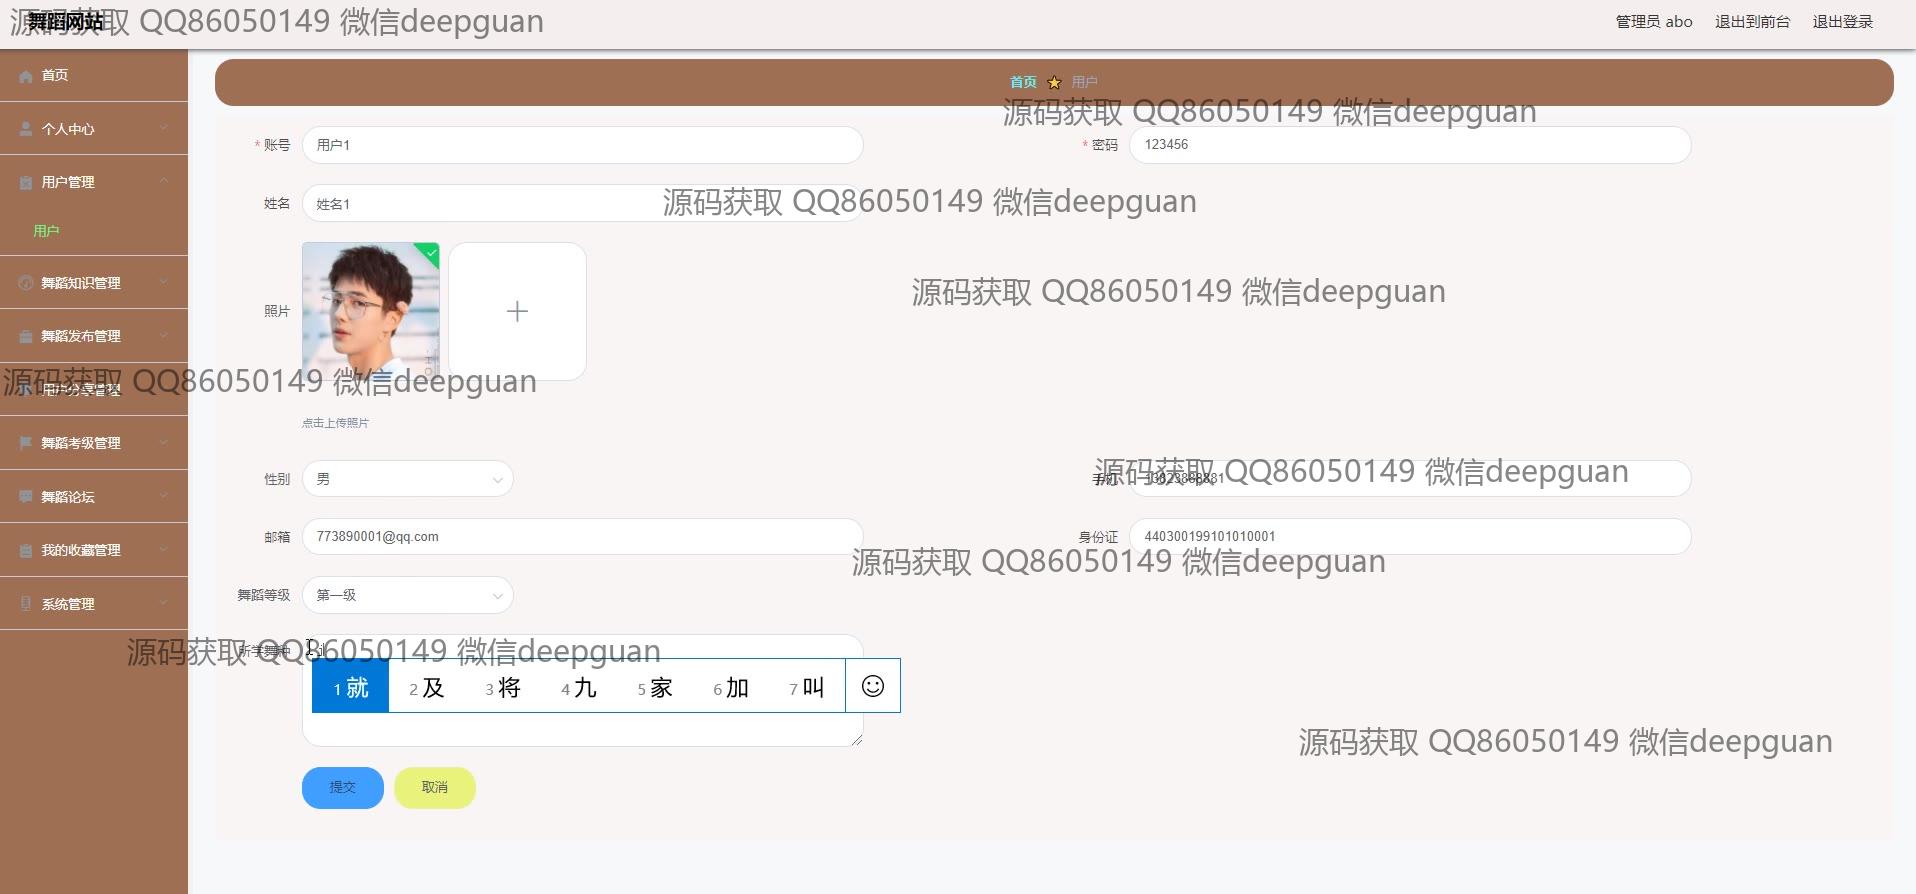 舞蹈网站
源码获取 QQ86050149 微信deepguan
管理员 abo 退出到前台 退出登录
首页
个人中心
用户管理
用户
舞蹈知识管理
舞蹈发布管理
用户分享管理
舞蹈考级管理
舞蹈论坛
我的收藏管理
系统管理
首页 用户
源码获取 QQ86050149 微信deepguan
* 账号 用户1 * 密码 123456
姓名 姓名1
源码获取 QQ86050149 微信deepguan
源码获取 QQ86050149 微信deepguan
照片
源码获取 QQ86050149 微信deepguan
点击上传照片
性别 男 手机
源码获取 QQ86050149 微信deepguan
邮箱 773890001@qq.com 身份证 440300199101010001
源码获取 QQ86050149 微信deepguan
舞蹈等级 第一级
所学舞种
源码获取 QQ86050149 微信deepguan
1 就 2 及 3 将 4 九 5 家 6 加 7 叫
源码获取 QQ86050149 微信deepguan
提交 取消